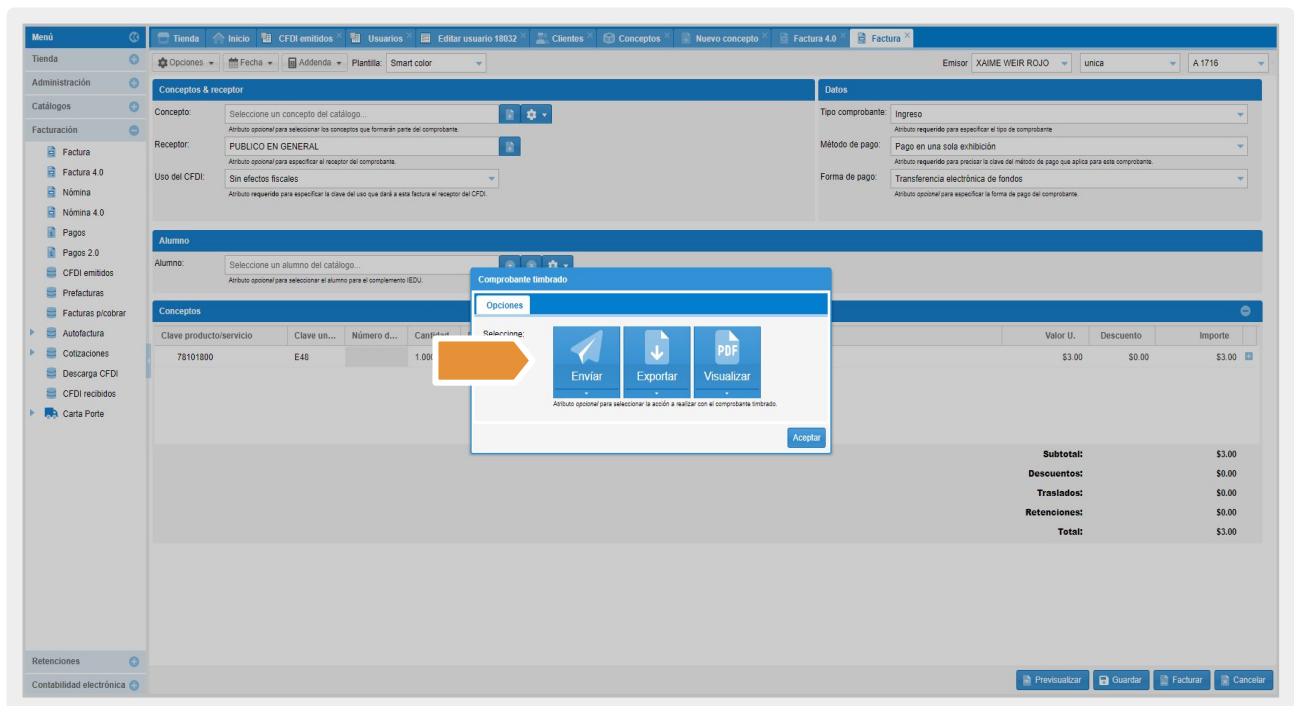 Menú
Tienda Inicio CFDI emitidos Usuarios Editar usuario 18032 Clientes Conceptos Nuevo concepto Factura 4.0 Factura
Tienda
Opciones Fecha Addenda Plantilla: Smart color Emisor XAIME WEIR ROJO unica A 1716
Administración
Catálogos
Facturación
Factura
Factura 4.0
Nómina
Nómina 4.0
Pagos
Pagos 2.0
CFDI emitidos
Prefacturas
Facturas p/cobrar
Autofactura
Cotizaciones
Descarga CFDI
CFDI recibidos
Carta Porte
Retenciones
Contabilidad electrónica
Conceptos & receptor
Concepto: Seleccione un concepto del catálogo...
Atributo opcional para seleccionar los conceptos que formarán parte del comprobante.
Receptor: PUBLICO EN GENERAL
Atributo opcional para especificar el receptor del comprobante.
Uso del CFDI: Sin efectos fiscales
Atributo requerido para especificar la clave del uso que dará a esta factura el receptor del CFDI.
Datos
Tipo comprobante: Ingreso
Atributo requerido para especificar el tipo de comprobante
Método de pago: Pago en una sola exhibición
Atributo requerido para precisar la clave del método de pago que aplica para este comprobante.
Forma de pago: Transferencia electrónica de fondos
Atributo opcional para especificar la forma de pago del comprobante.
Alumno
Alumno: Seleccione un alumno del catálogo...
Atributo opcional para seleccionar el alumno para el complemento IEDU.
Conceptos
Clave producto/servicio Clave un... Número d... Cantidad Valor U. Descuento Importe
78101800 E48 1.000 $3.00 $0.00 $3.00
Comprobante timbrado
Opciones
Seleccione:
PDF
Envíar Exportar Visualizar
Atributo opcional para seleccionar la acción a realizar con el comprobante timbrado.
Aceptar
Subtotal: $3.00
Descuentos: $0.00
Traslados: $0.00
Retenciones: $0.00
Total: $3.00
Previsualizar Guardar Facturar Cancelar